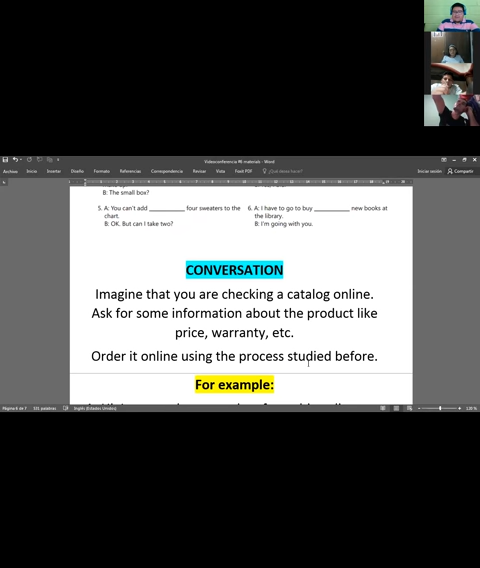 Videoconferencia R6 materials - Word
Archivo Inicio Insertar Diseño Formato Referencias Correspondencia Revisar Vista Foxit PDF ¿Qué desea hacer? Iniciar sesión Compartir
B: The small box?
5. A: You can't add ____________ four sweaters to the
chart.
B: OK. But can I take two?
6. A: I have to go to buy ____________ new books at
the library.
B: I'm going with you.
CONVERSATION
Imagine that you are checking a catalog online.
Ask for some information about the product like
price, warranty, etc.
Order it online using the process studied before.
For example:
Página 6 de 7 531 palabras Inglés (Estados Unidos)